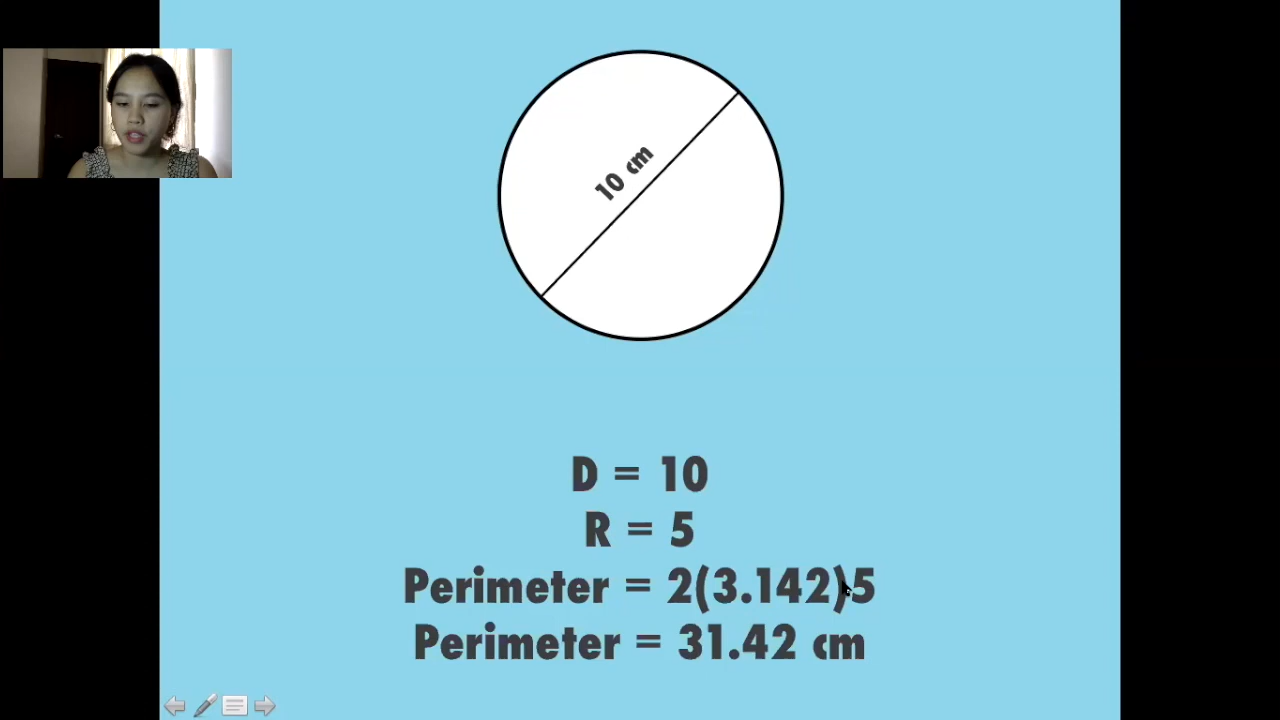 10 cm
D = 10
R = 5
Perimeter = 2(3.142)5
Perimeter = 31.42 cm